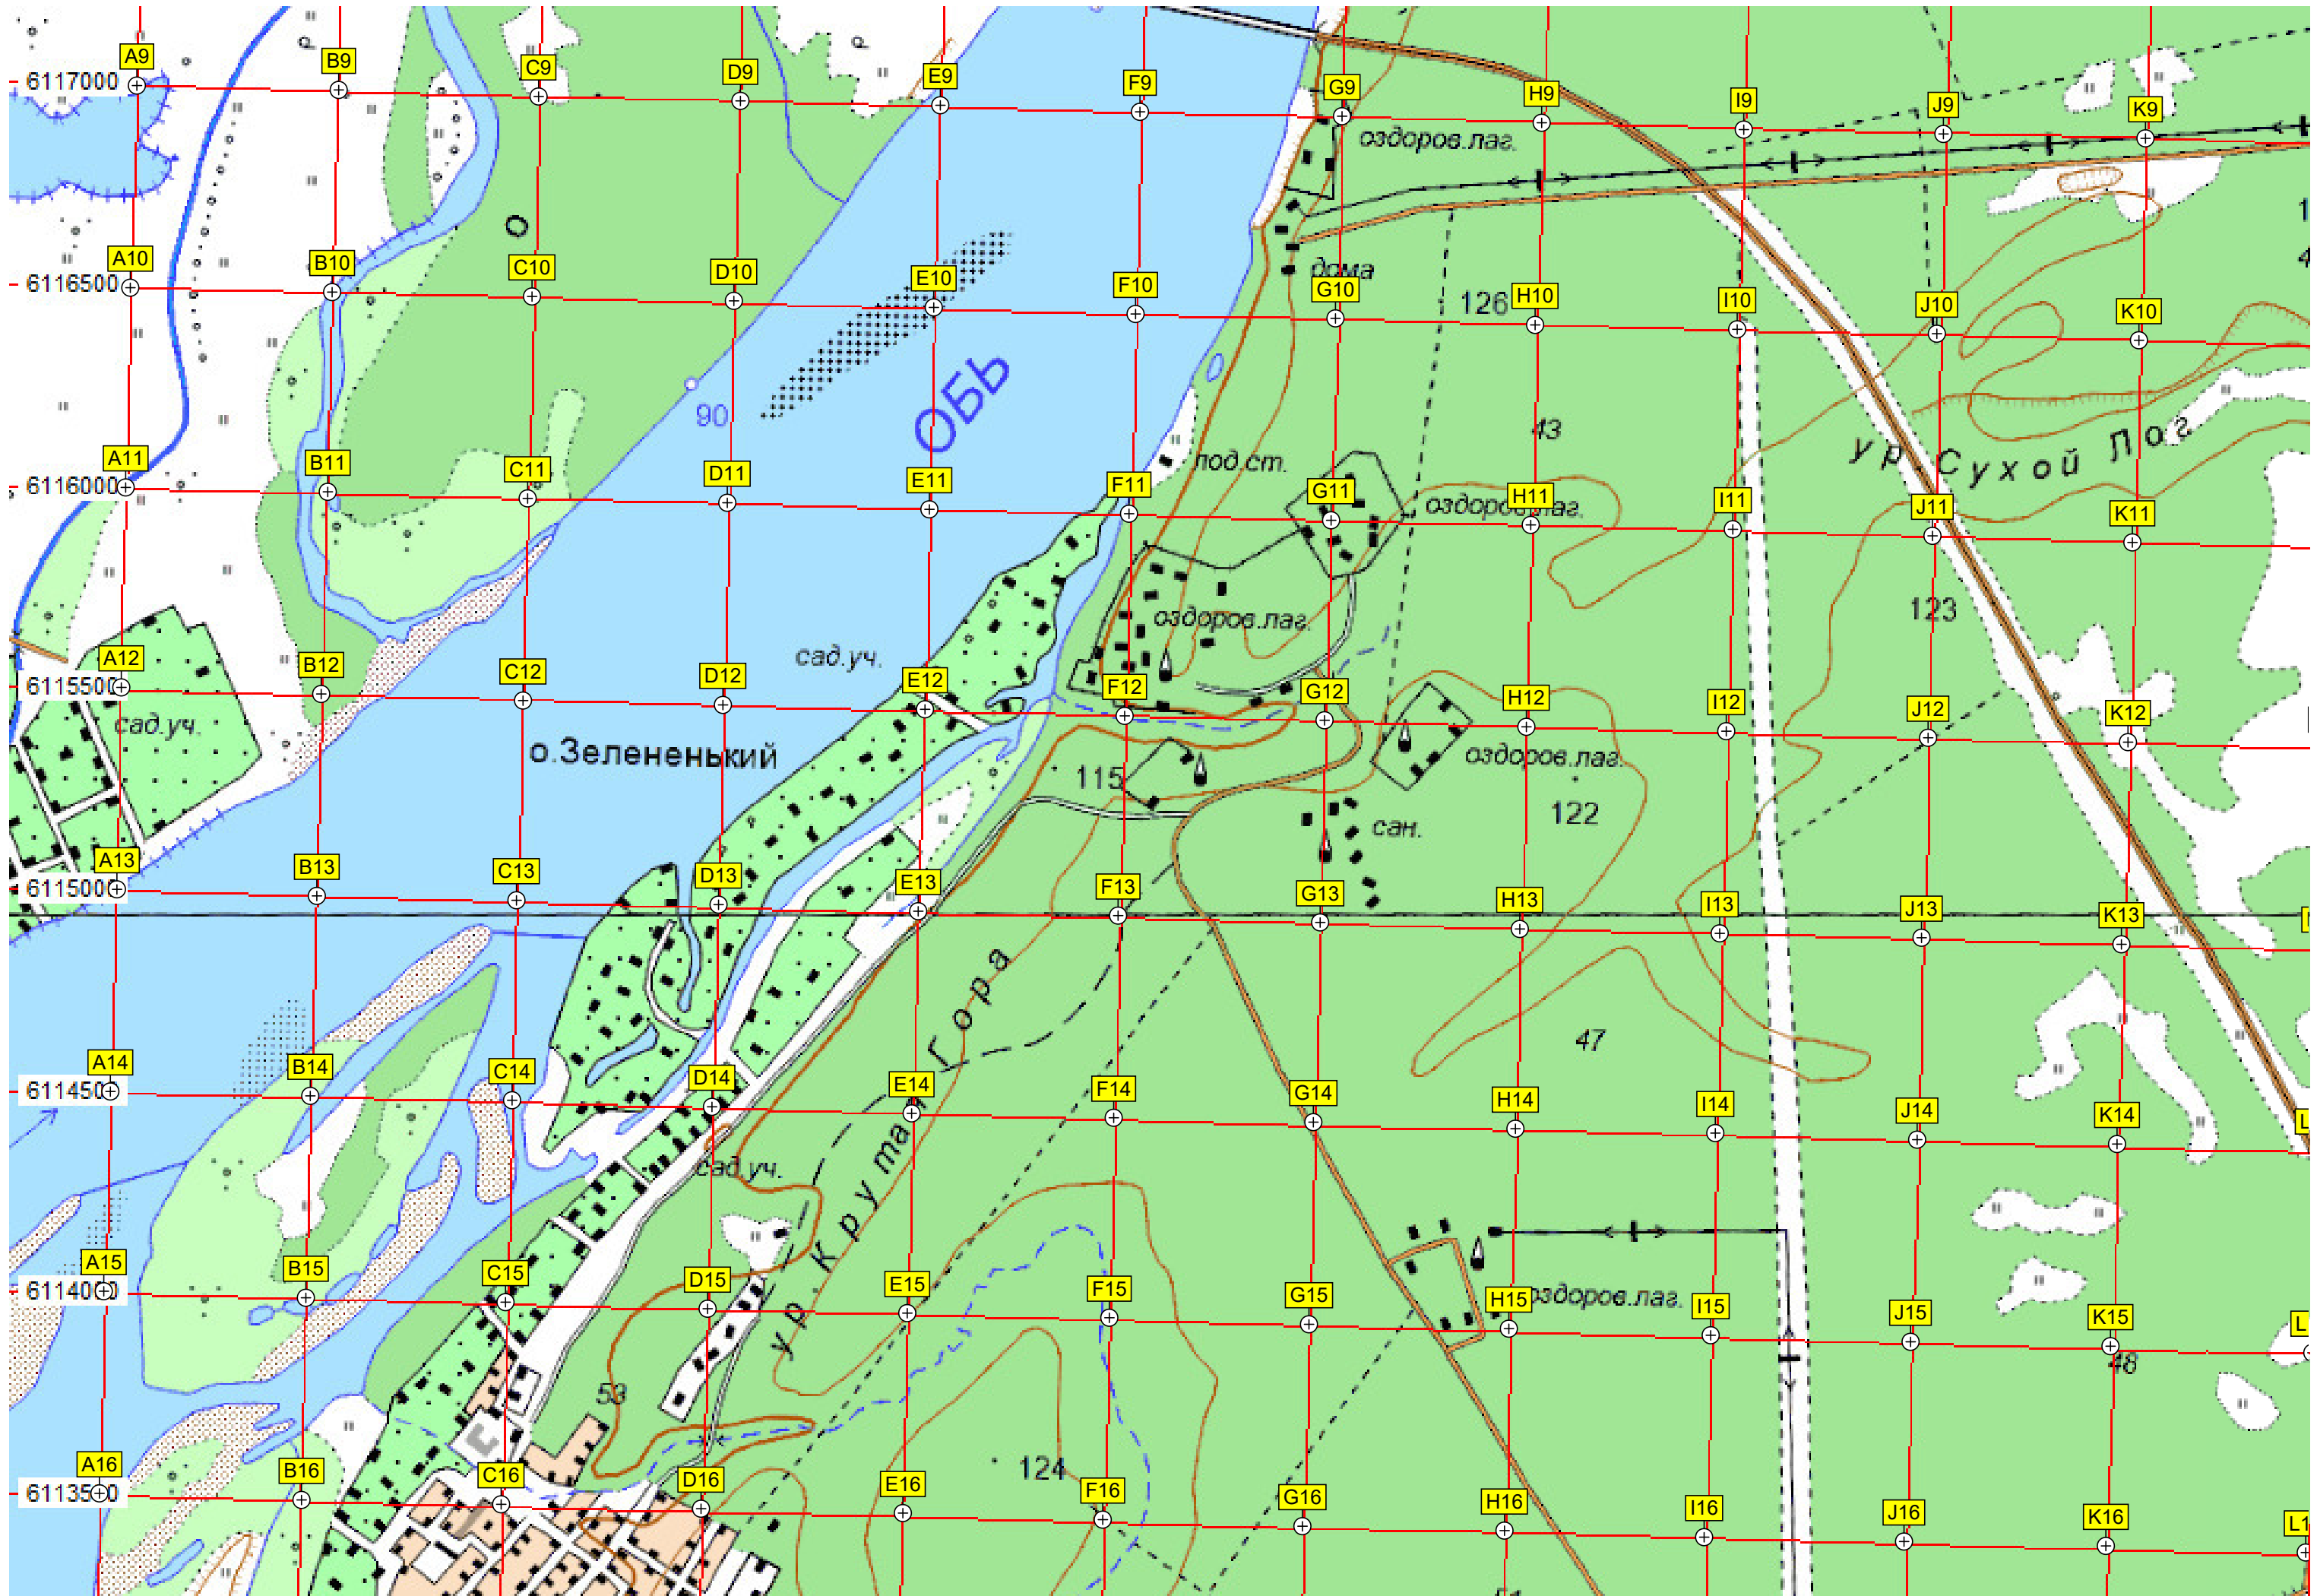 A9 B9 C9 D9 E9 F9 G9 H9 I9 J9 K9
6117000
оздоров.лаг.
О
A10 B10 C10 D10 E10 F10 G10 H10 I10 J10 K10
6116500
дома
126
90
ОБЬ
43
ур. Сухой Лог
лод.ст.
A11 B11 C11 D11 E11 F11 G11 H11 I11 J11 K11
6116000
оздоров.лаг.
123
оздоров.лаг.
сад.уч.
A12 B12 C12 D12 E12 F12 G12 H12 I12 J12 K12
6115500
сад.уч.
о.Зелененький
оздоров.лаг.
115
122
сан.
A13 B13 C13 D13 E13 F13 G13 H13 I13 J13 K13
6115000
47
A14 B14 C14 D14 E14 F14 G14 H14 I14 J14 K14
6114500
ур. Крутая Гора
сад.уч.
A15 B15 C15 D15 E15 F15 G15 H15 I15 J15 K15
6114000
оздоров.лаг.
48
53
124
A16 B16 C16 D16 E16 F16 G16 H16 I16 J16 K16
6113500